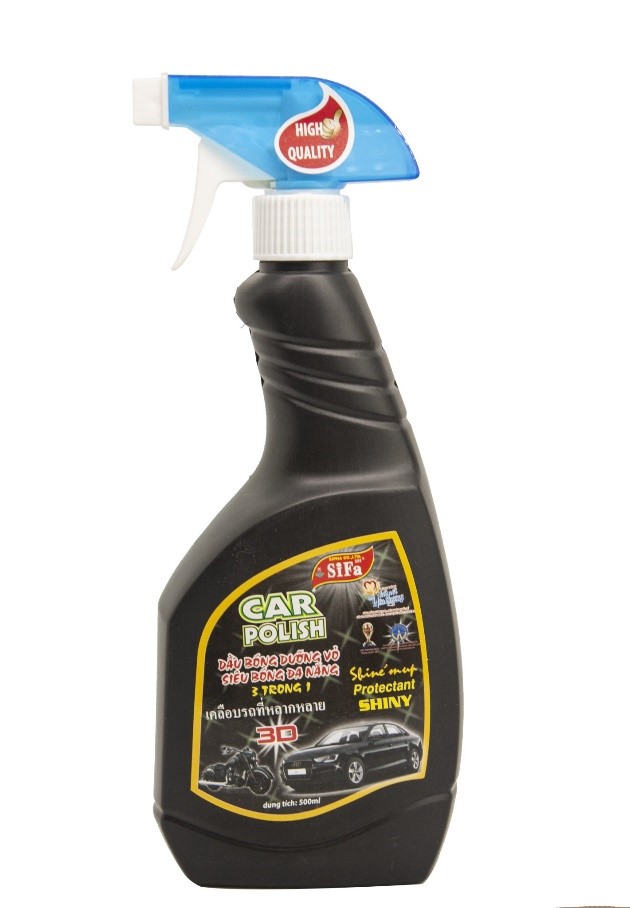 HIGH
QUALITY
SiFa
CAR
POLISH
DẦU BÓNG DƯỠNG VỎ
SIÊU BÓNG ĐA NĂNG
3 TRONG 1
เคลือบรถที่หลากหลาย
3D
Shine mup
Protectant
SHINY
dung tích: 500ml